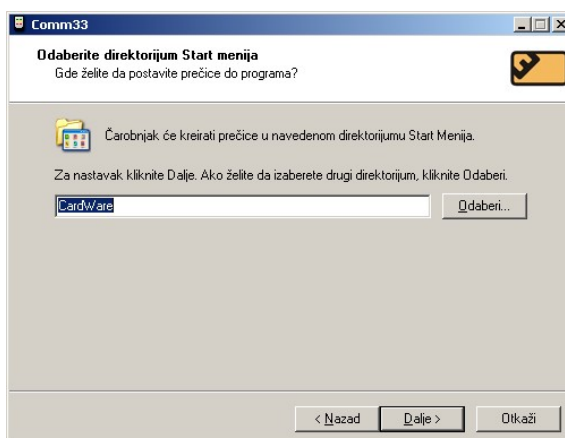 Comm33
Odaberite direktorijum Start menija
Gde želite da postavite prečice do programa?
Čarobnjak će kreirati prečice u navedenom direktorijumu Start Menija.
Za nastavak kliknite Dalje. Ako želite da izaberete drugi direktorijum, kliknite Odaberi.
CardWare
Odaberi...
< Nazad
Dalje >
Otkaži